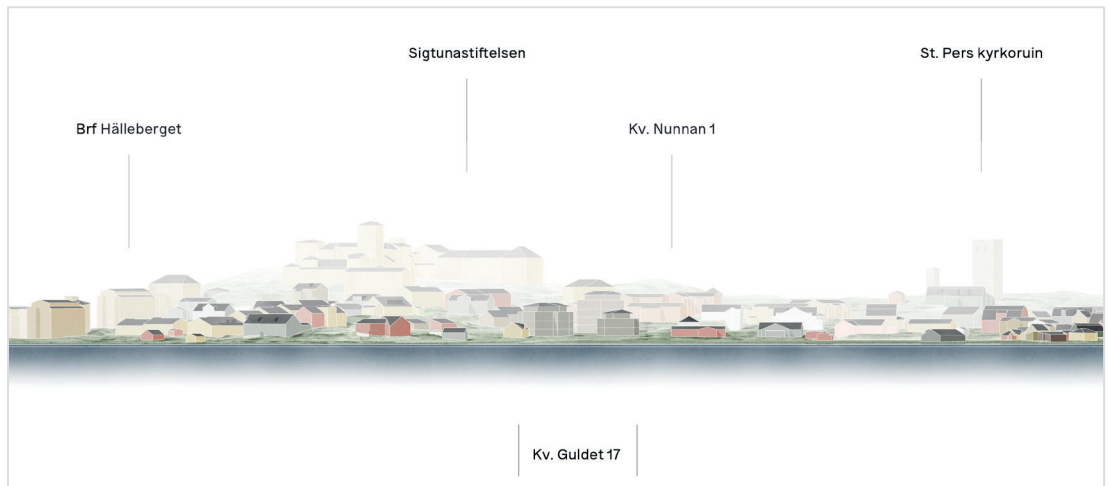 Sigtunastiftelsen
St. Pers kyrkoruin
Brf Hälleberget
Kv. Nunnan 1
Kv. Guldet 17